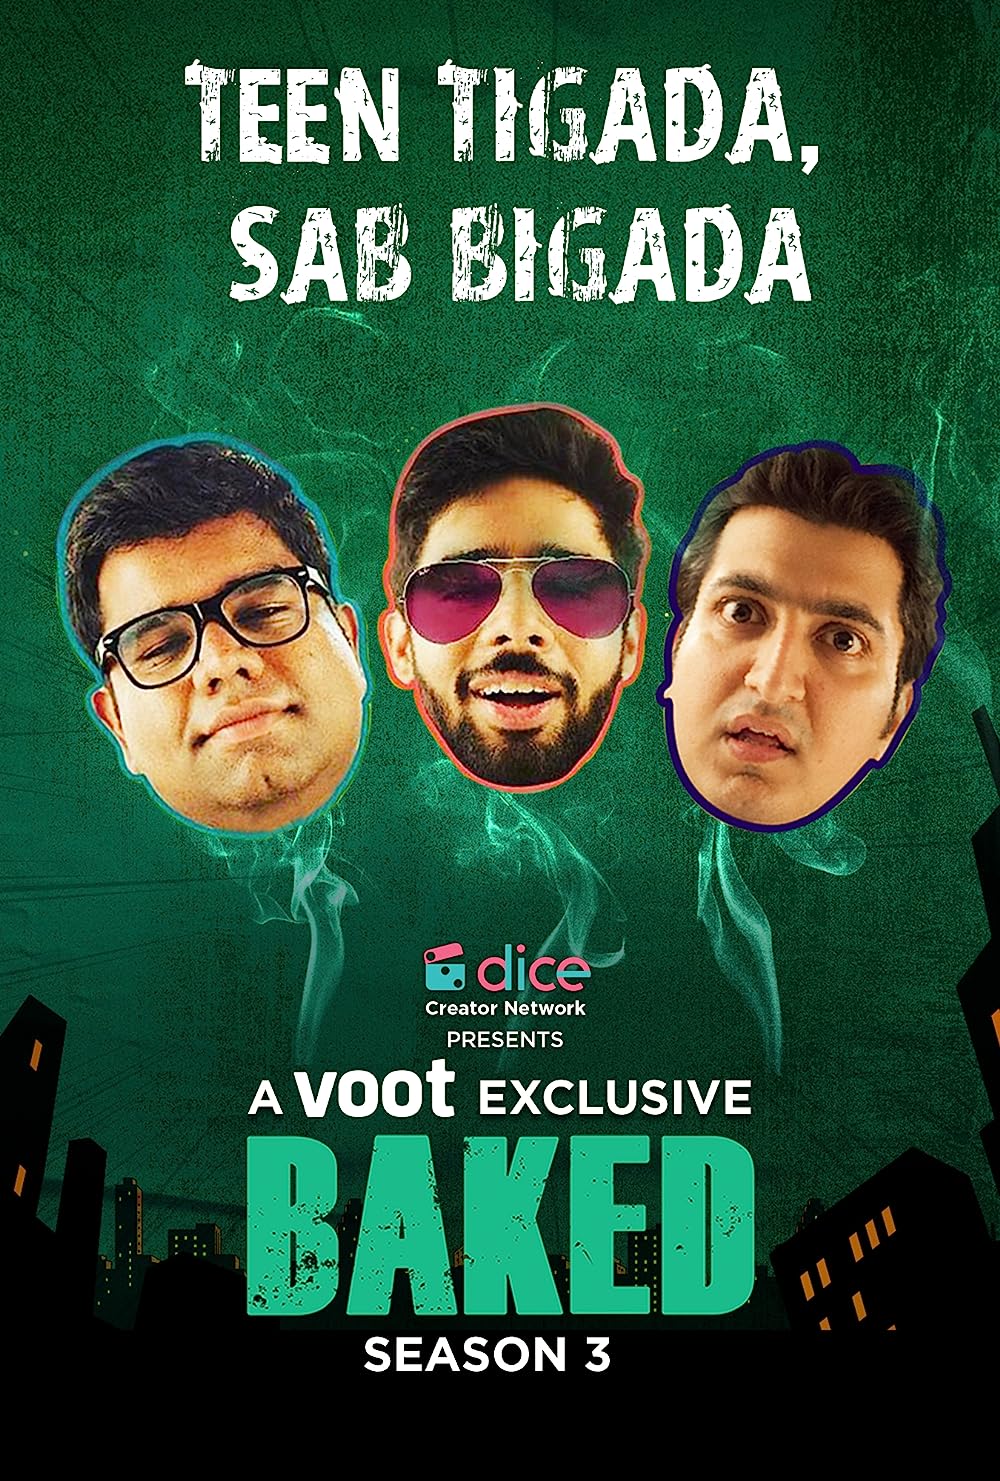 TEEN TIGADA,
SAB BIGADA
dice
Creator Network
PRESENTS
A VOOT EXCLUSIVE
BAKED
SEASON 3